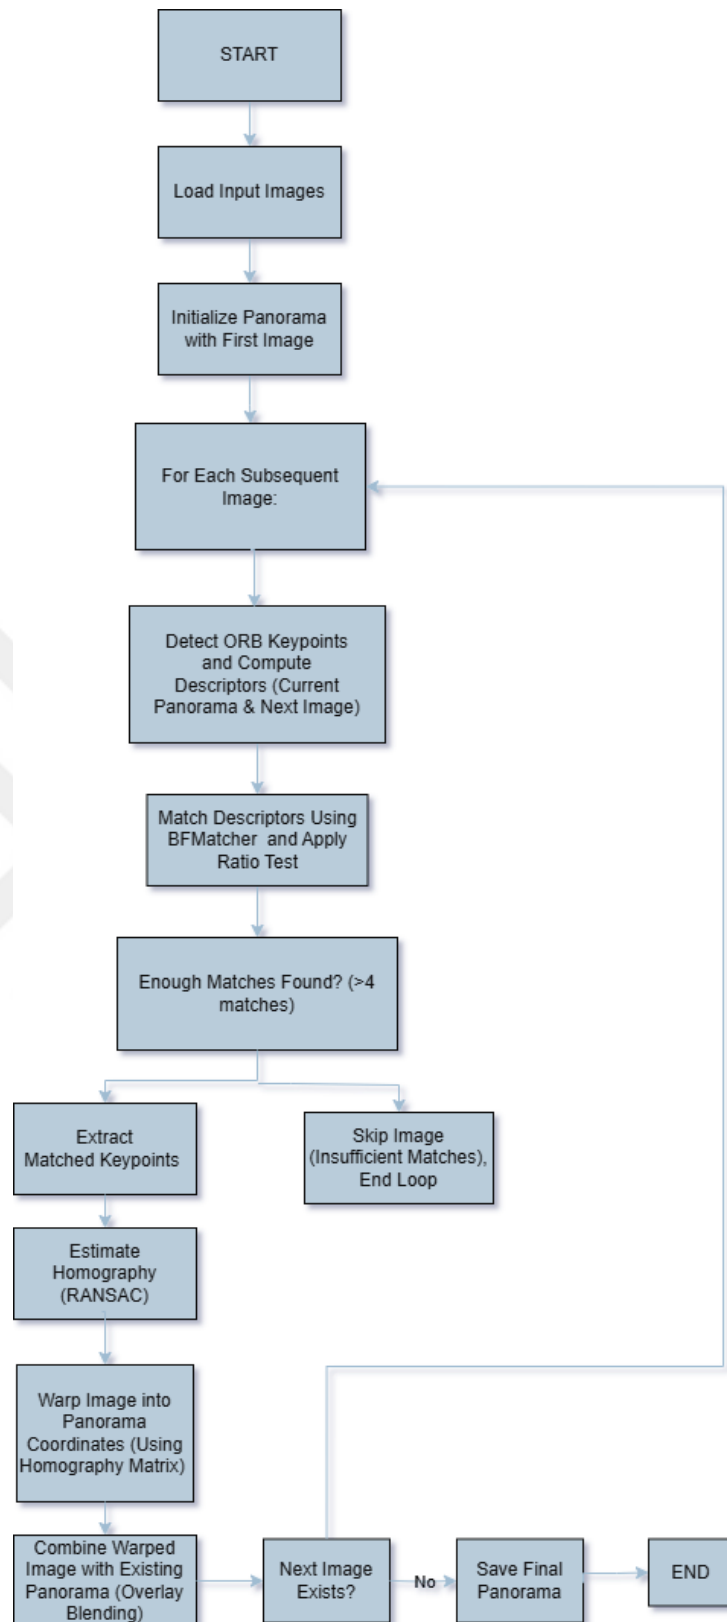 START
Load Input Images
Initialize Panorama
with First Image
For Each Subsequent
Image:
Detect ORB Keypoints
and Compute
Descriptors (Current
Panorama & Next Image)
Match Descriptors Using
BFMatcher and Apply
Ratio Test
Enough Matches Found? (>4
matches)
Extract
Matched Keypoints
Skip Image
(Insufficient Matches),
End Loop
Estimate
Homography
(RANSAC)
Warp Image into
Panorama
Coordinates (Using
Homography Matrix)
Combine Warped
Image with Existing
Panorama (Overlay
Blending)
Next Image
Exists?
No
Save Final
Panorama
END